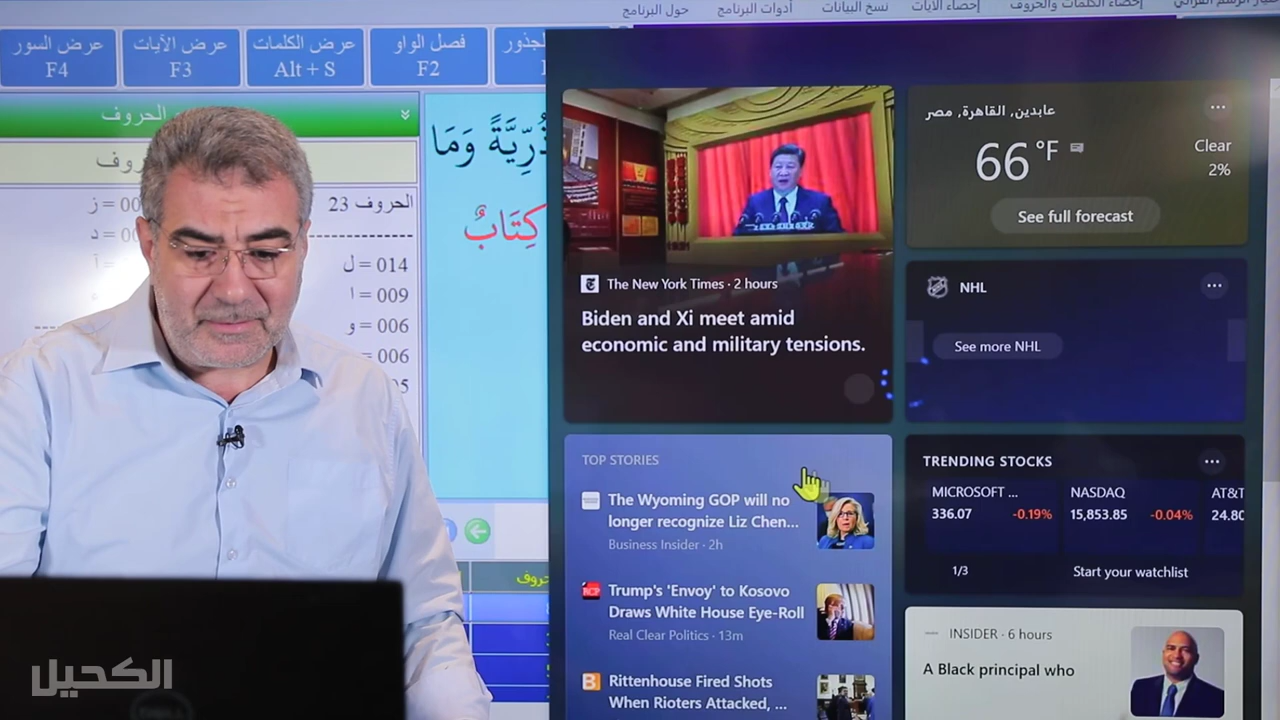 حول البرنامج
أدوات البرنامج
نسخ البيانات
إحصاء الآيات
إحصاء الكلمات والحروف
عرض السور
F4
عرض الآيات
F3
عرض الكلمات
Alt + S
فصل الواو
F2
الحروف
الحروف 23
ل = 014
ا = 009
و = 006
= 006
ذُرِّيَّةً وَمَا
كِتَابٌ
عابدين, القاهرة, مصر
66 °F
Clear
2%
See full forecast
The New York Times · 2 hours
Biden and Xi meet amid
economic and military tensions.
NHL
See more NHL
TOP STORIES
The Wyoming GOP will no
longer recognize Liz Chen...
Business Insider · 2h
Trump's 'Envoy' to Kosovo
Draws White House Eye-Roll
Real Clear Politics · 13m
Rittenhouse Fired Shots
When Rioters Attacked, ...
TRENDING STOCKS
MICROSOFT ...
336.07 -0.19%
NASDAQ
15,853.85 -0.04%
AT&T
24.80
1/3
Start your watchlist
INSIDER · 6 hours
A Black principal who
الكحيل